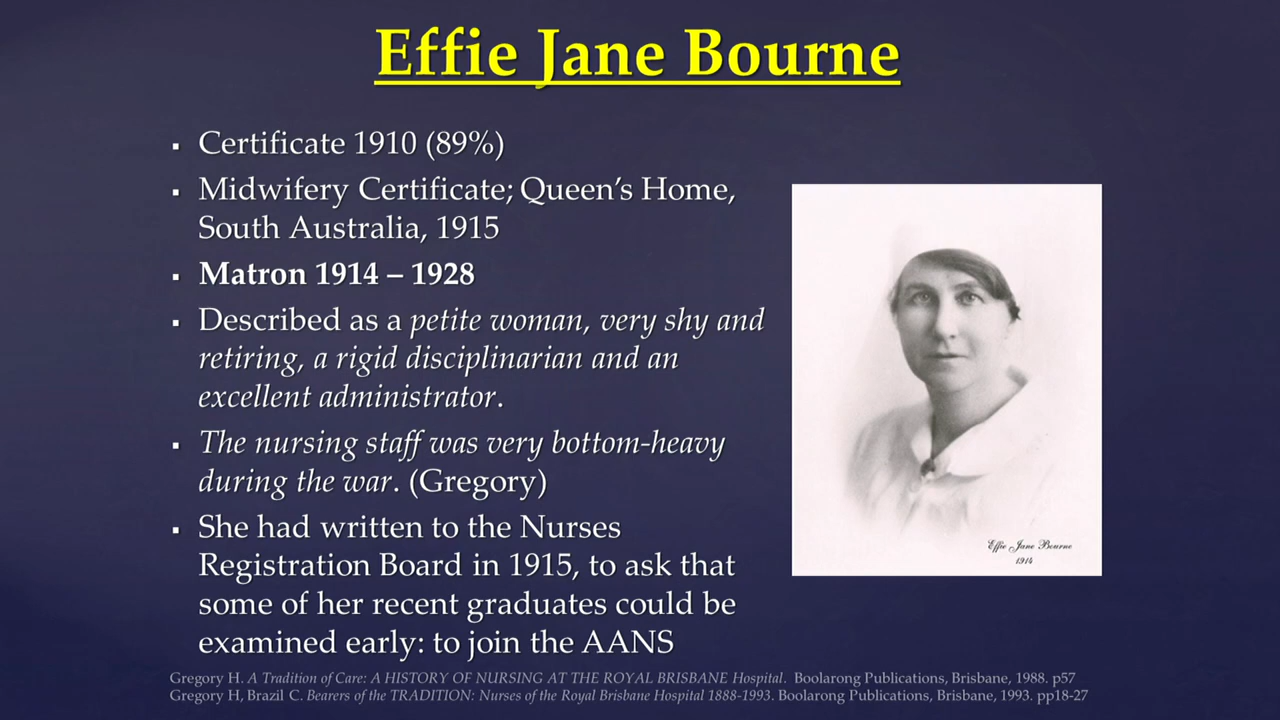 Effie Jane Bourne
▪ Certificate 1910 (89%)
▪ Midwifery Certificate; Queen's Home,
South Australia, 1915
▪ Matron 1914 – 1928
▪ Described as a petite woman, very shy and
retiring, a rigid disciplinarian and an
excellent administrator.
▪ The nursing staff was very bottom-heavy
during the war. (Gregory)
▪ She had written to the Nurses
Registration Board in 1915, to ask that
some of her recent graduates could be
examined early: to join the AANS
Effie Jane Bourne
1914
Gregory H. A Tradition of Care: A HISTORY OF NURSING AT THE ROYAL BRISBANE Hospital. Boolarong Publications, Brisbane, 1988. p57
Gregory H, Brazil C. Bearers of the TRADITION: Nurses of the Royal Brisbane Hospital 1888-1993. Boolarong Publications, Brisbane, 1993. pp18-27